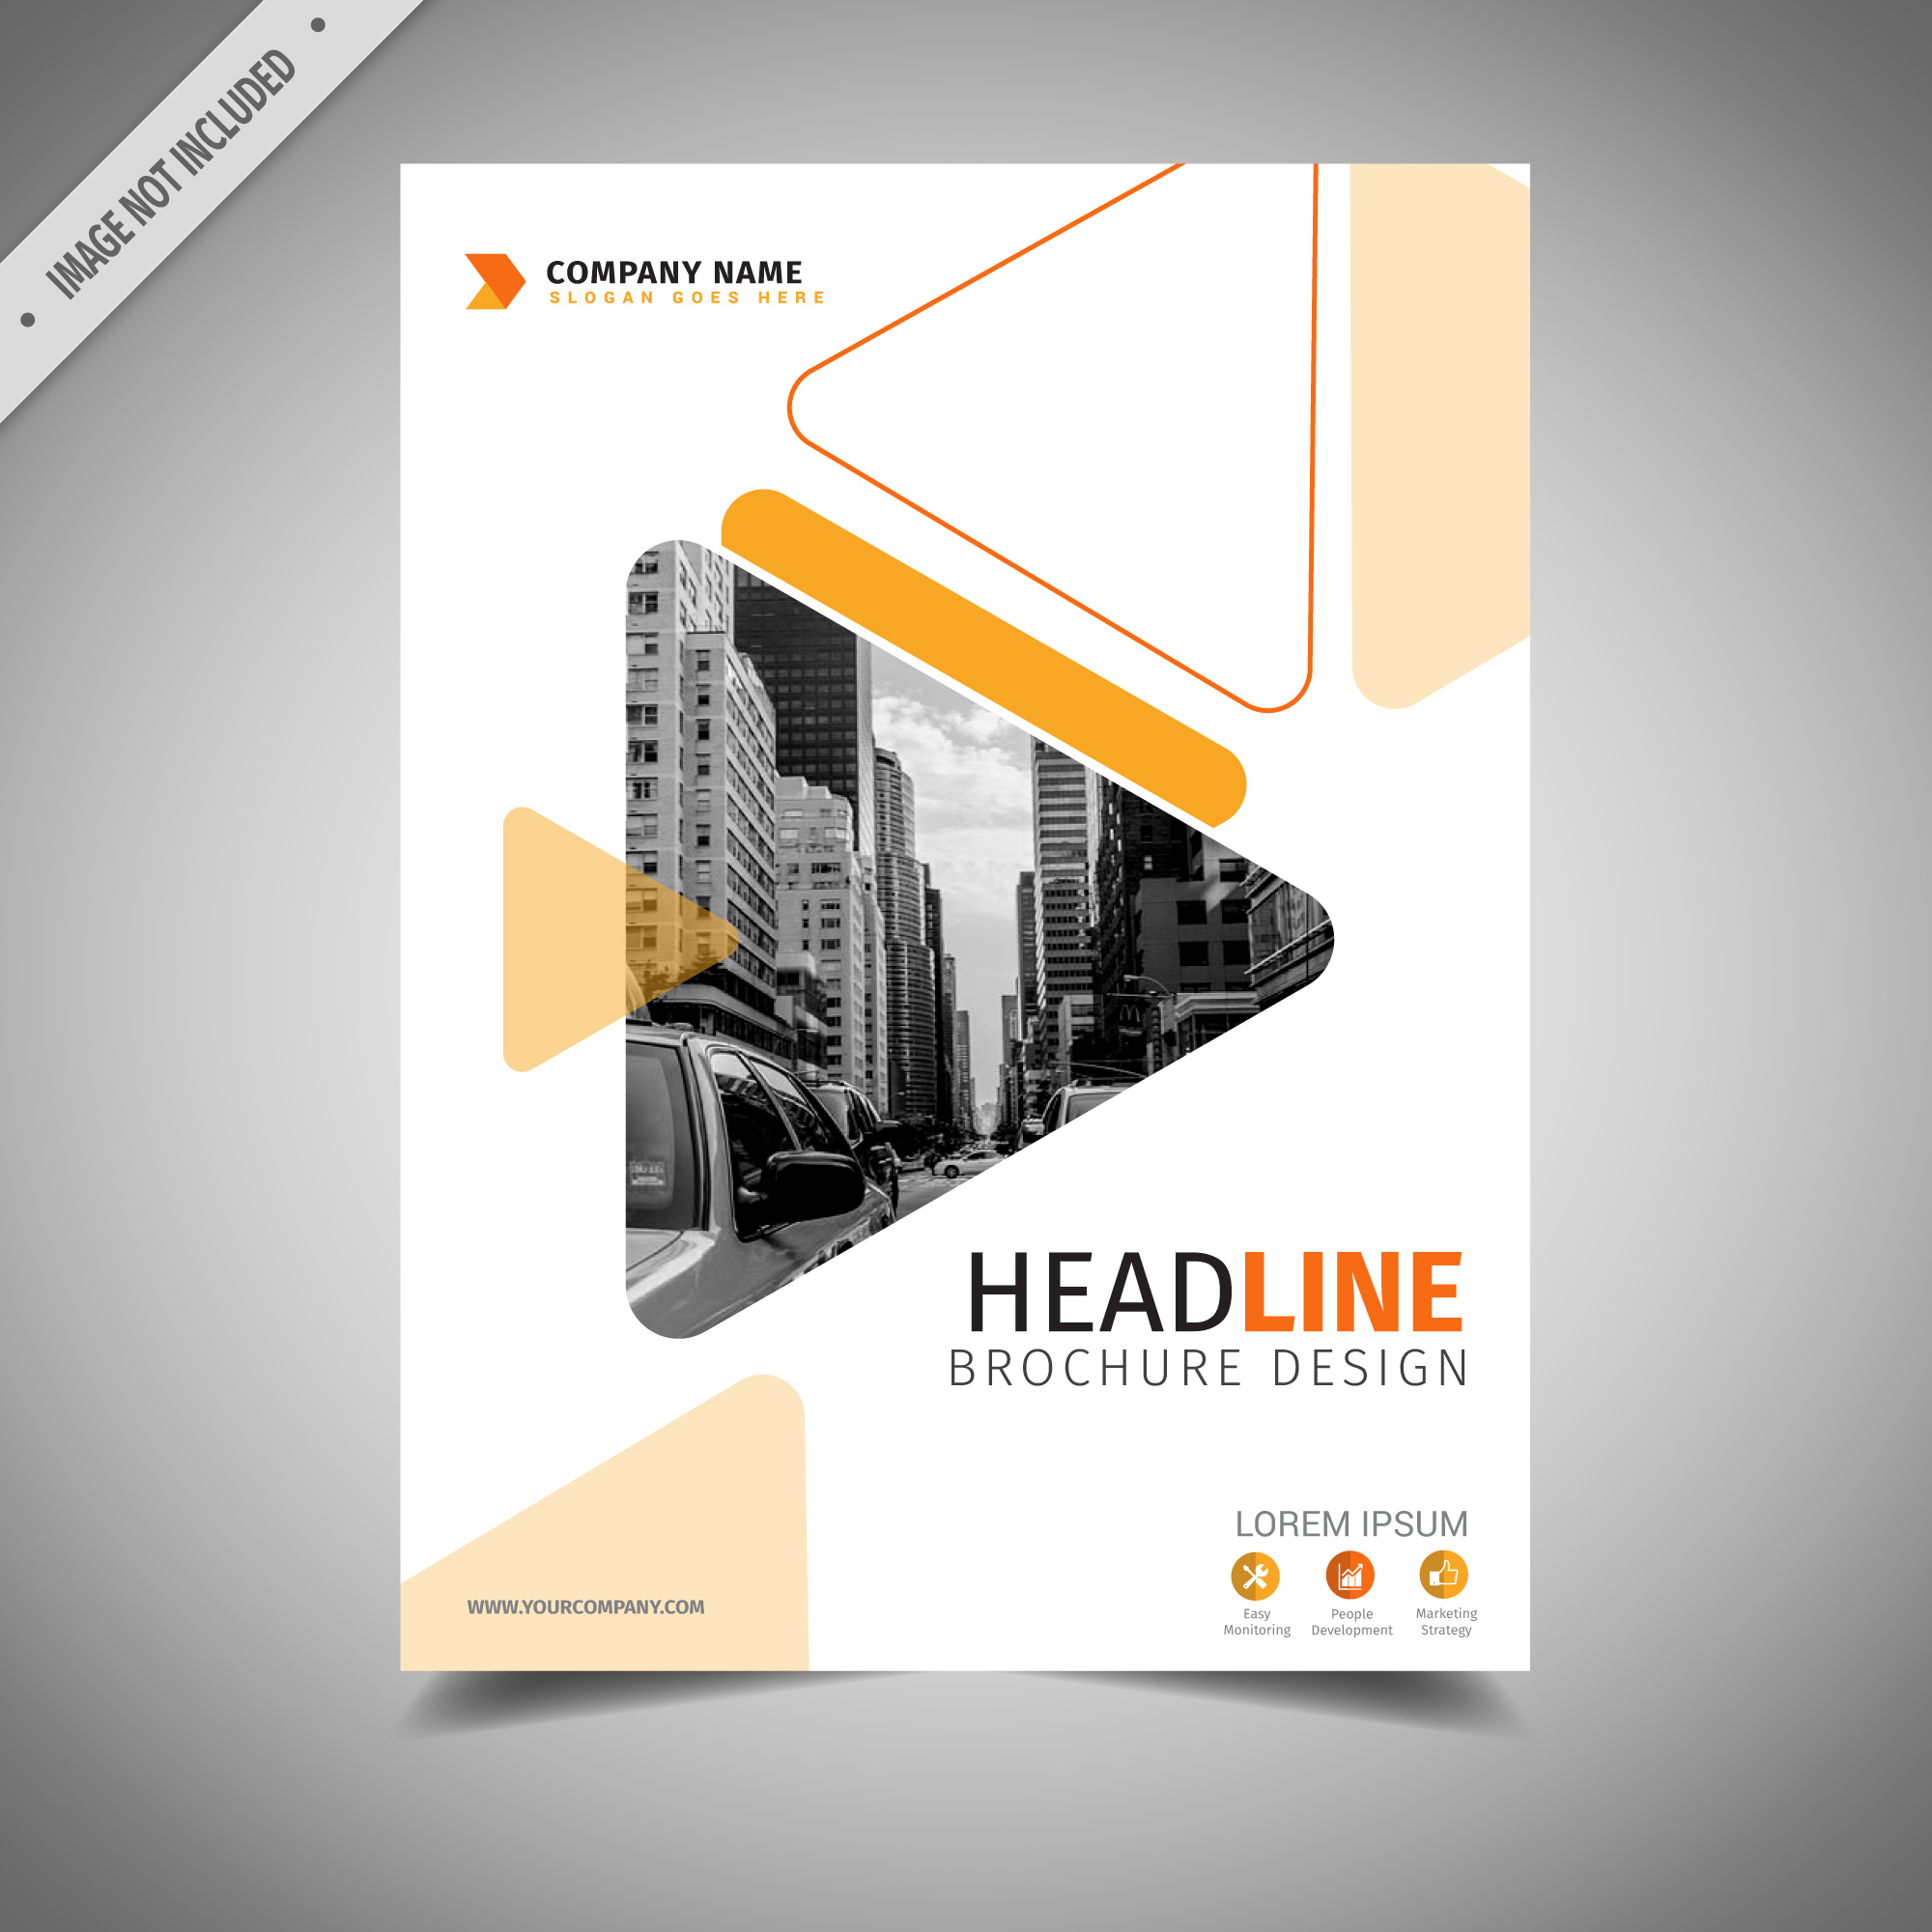 IMAGE NOT INCLUDED
COMPANY NAME
SLOGAN GOES HERE
HEADLINE
BROCHURE DESIGN
LOREM IPSUM
Easy
Monitoring
People
Development
Marketing
Strategy
WWW.YOURCOMPANY.COM